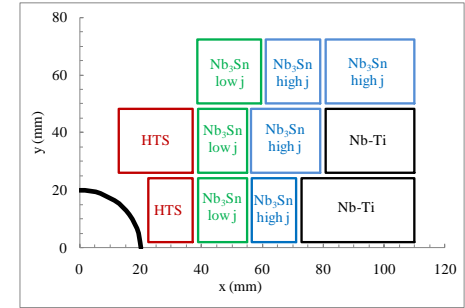 80
60
40
20
0
y (mm)
Nb₃Sn
low j
Nb₃Sn
high j
Nb₃Sn
high j
HTS
Nb₃Sn
low j
Nb₃Sn
high j
Nb-Ti
HTS
Nb₃Sn
low j
Nb₃Sn
high j
Nb-Ti
0 20 40 60 80 100 120
x (mm)